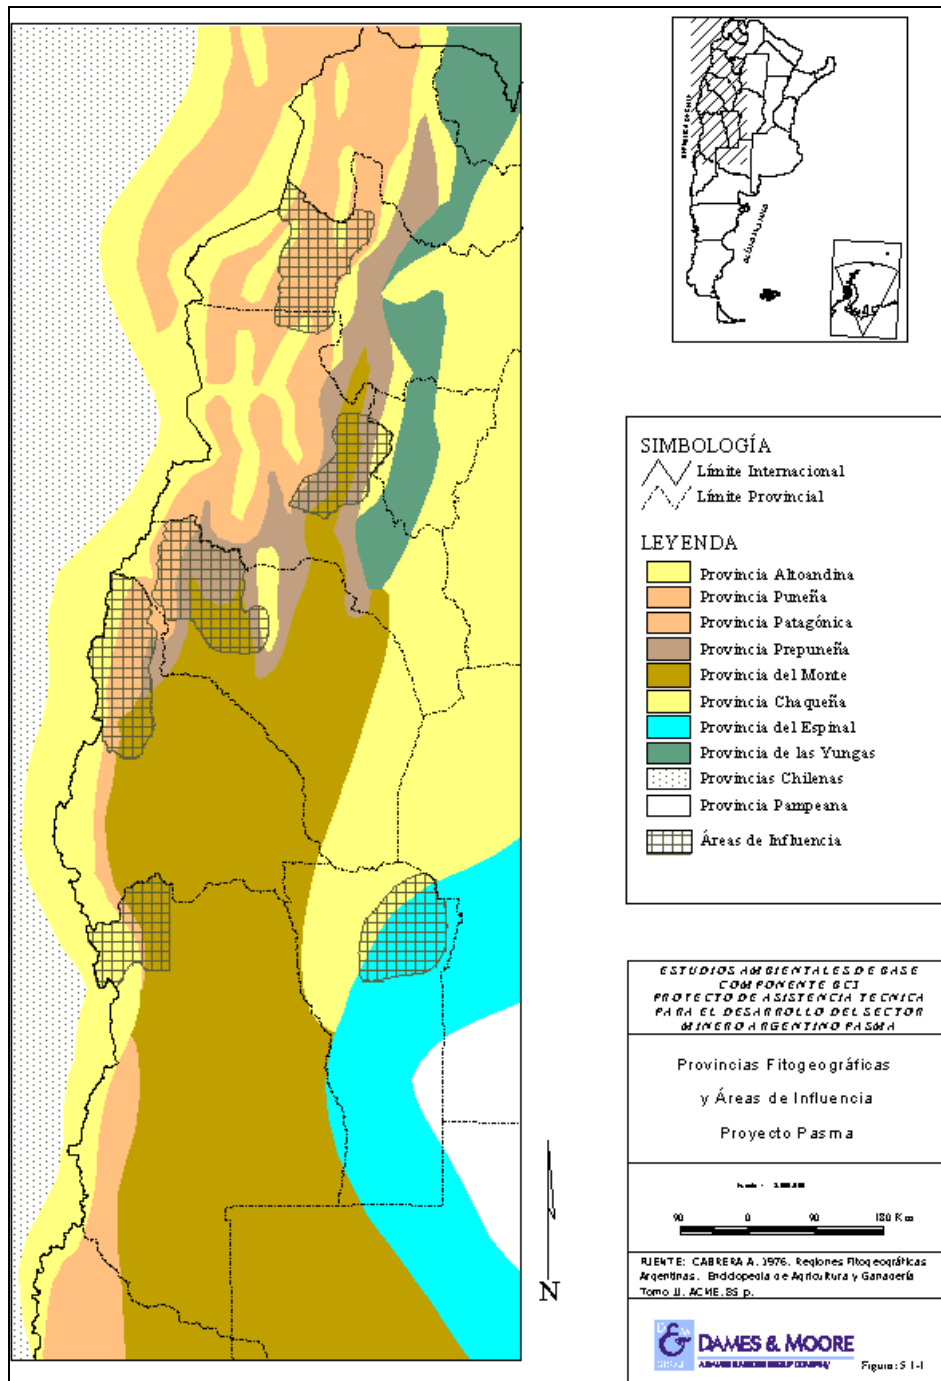 SIMBOLOGÍA
Límite Internacional
Límite Provincial
LEYENDA
Provincia Altoandina
Provincia Puneña
Provincia Patagónica
Provincia Prepuneña
Provincia del Monte
Provincia Chaqueña
Provincia del Espinal
Provincia de las Yungas
Provincias Chilenas
Provincia Pampeana
Áreas de Influencia
ESTUDIOS AMBIENTALES DE BASE
COMPONENTE GCI
PROYECTO DE ASISTENCIA TECNICA
PARA EL DESARROLLO DEL SECTOR
MINERO ARGENTINO PASMA
Provincias Fitogeográficas
y Áreas de Influencia
Proyecto Pasma
90 0 90 180 Km
N
FUENTE: CABRERA A. 1976. Regiones Fitogeográficas
Argentinas. Enciclopedia de Agricultura y Ganadería
Tomo II. ACME. 85 p.
DAMES & MOORE
Figura: 5.1-1